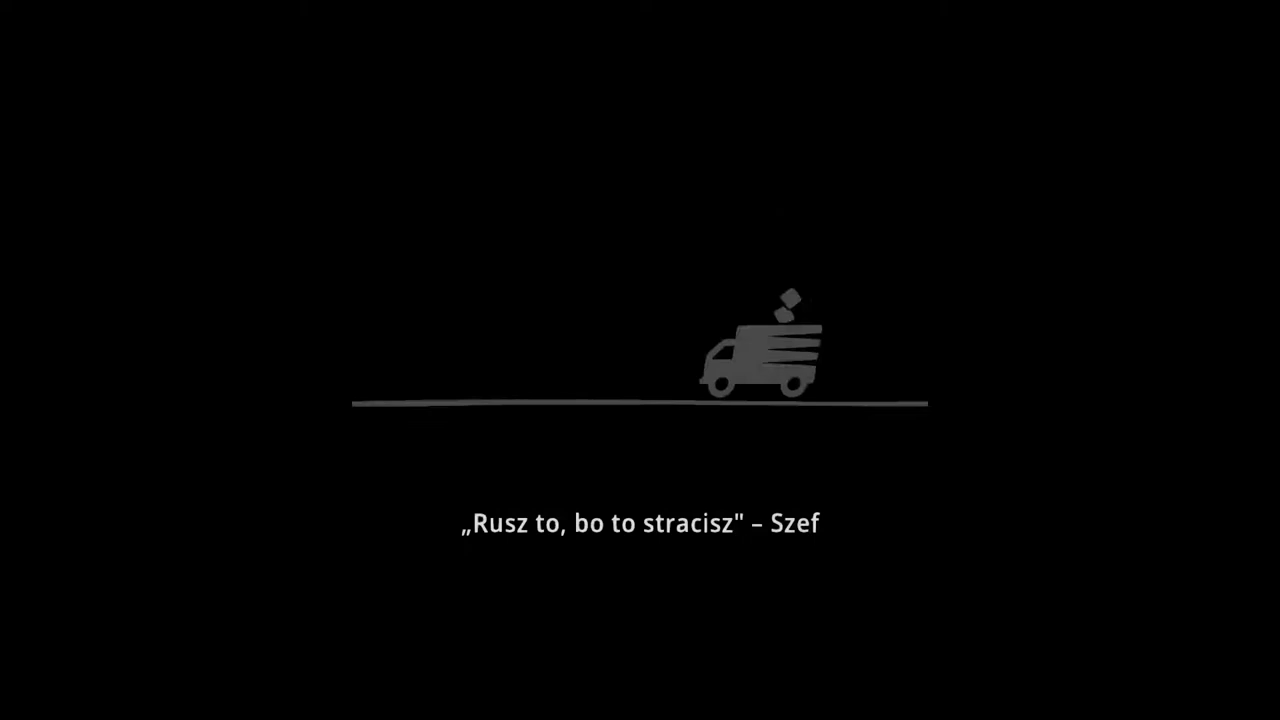 „Rusz to, bo to stracisz" – Szef